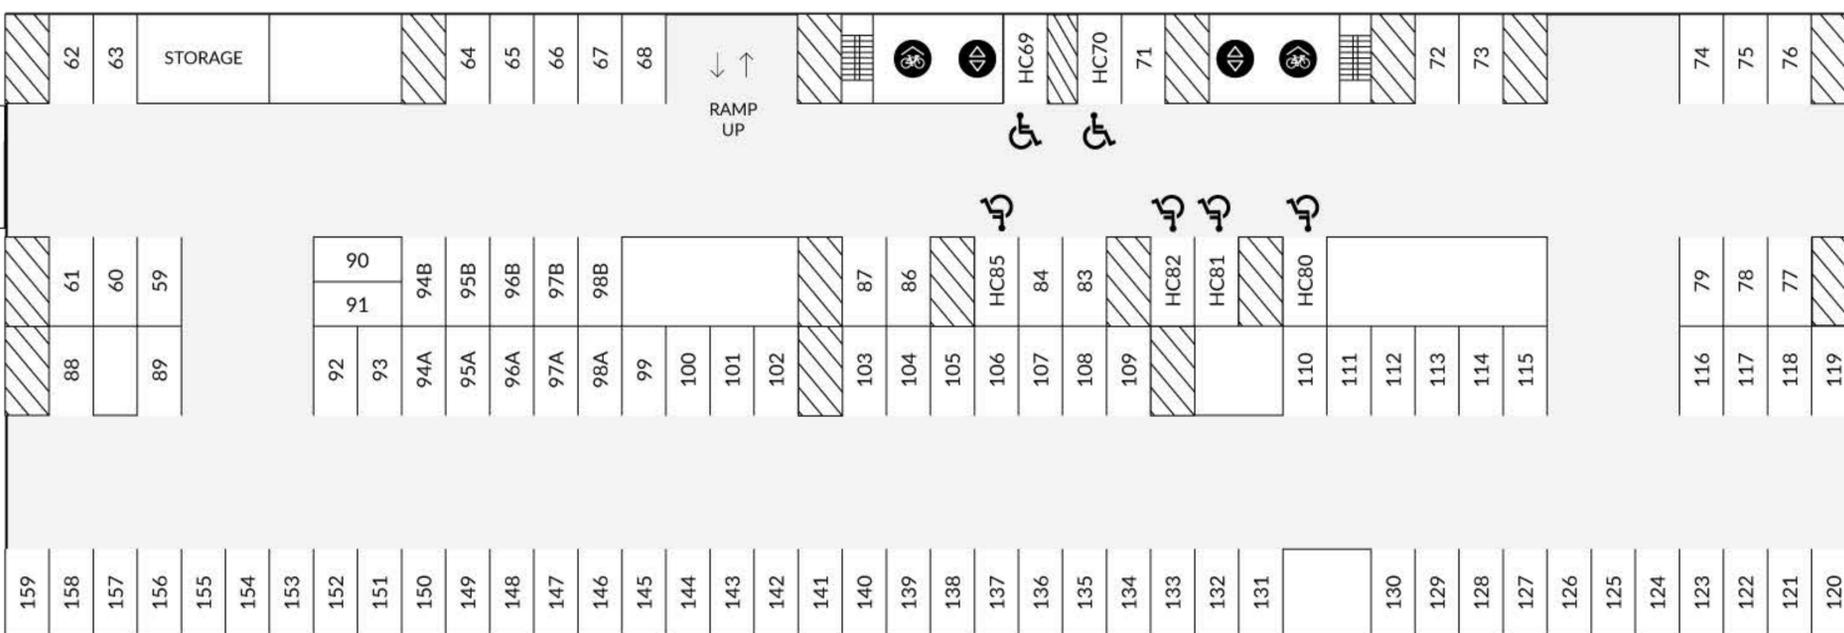 62 63 STORAGE 64 65 66 67 68 HC69 HC70 71 72 73 74 75 76
RAMP
UP
61 60 59 90 94B 95B 96B 97B 98B 87 86 HC85 84 83 HC82 HC81 HC80 79 78 77
91
88 89 92 93 94A 95A 96A 97A 98A 99 100 101 102 103 104 105 106 107 108 109 110 111 112 113 114 115 116 117 118 119
159 158 157 156 155 154 153 152 151 150 149 148 147 146 145 144 143 142 141 140 139 138 137 136 135 134 133 132 131 130 129 128 127 126 125 124 123 122 121 120